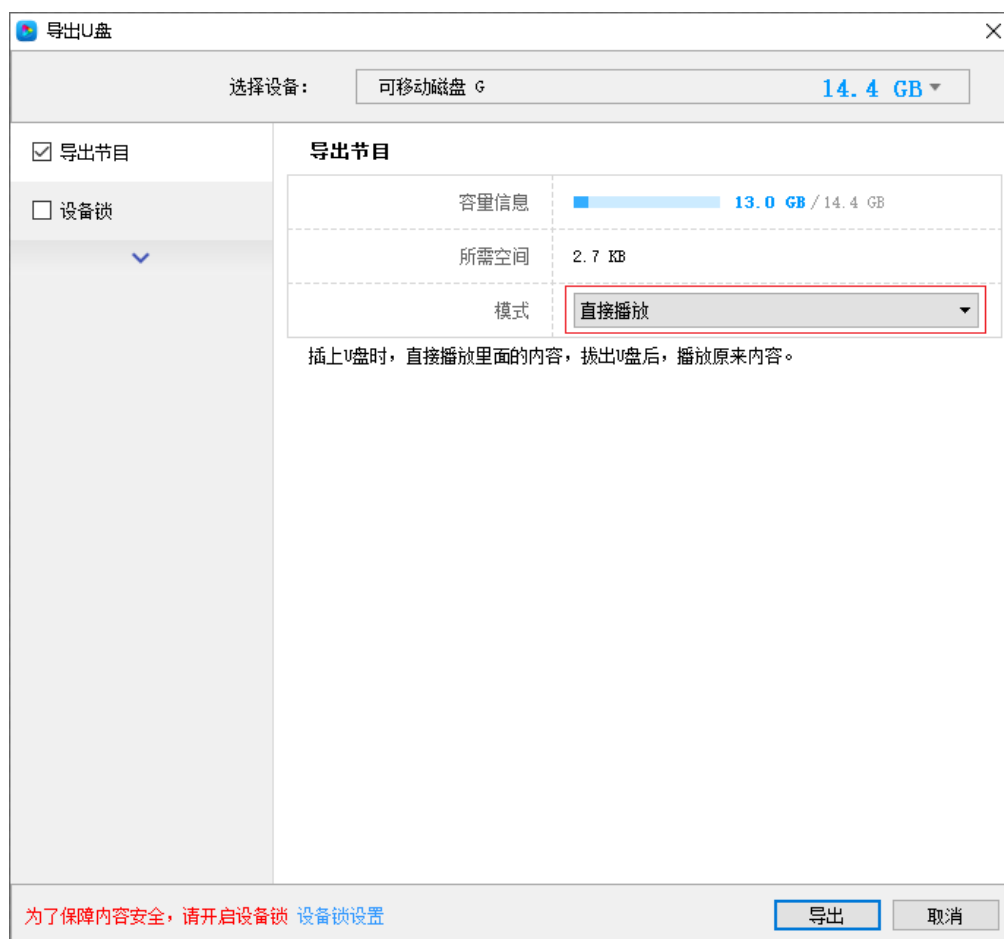 导出U盘
选择设备: 可移动磁盘 G 14.4 GB
导出节目
设备锁
导出节目
容量信息 13.0 GB/14.4 GB
所需空间 2.7 KB
模式 直接播放
插上U盘时，直接播放里面的内容，拔出U盘后，播放原来内容。
为了保障内容安全，请开启设备锁 设备锁设置 导出 取消